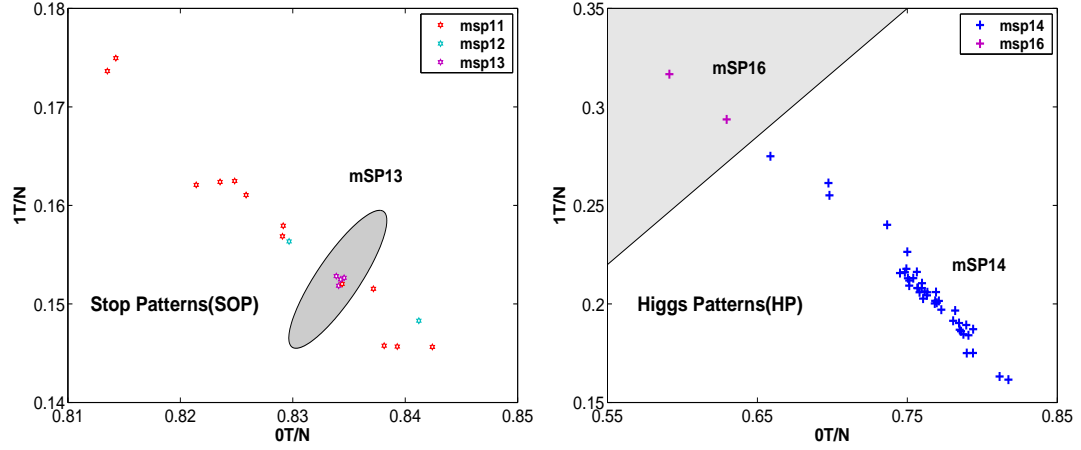 0.18
0.17
0.16
0.15
0.14
1T/N
msp11
msp12
msp13
mSP13
Stop Patterns(SOP)
0.81 0.82 0.83 0.84 0.85
0T/N
0.35
0.3
0.25
0.2
0.15
1T/N
msp14
msp16
mSP16
mSP14
Higgs Patterns(HP)
0.55 0.65 0.75 0.85
0T/N